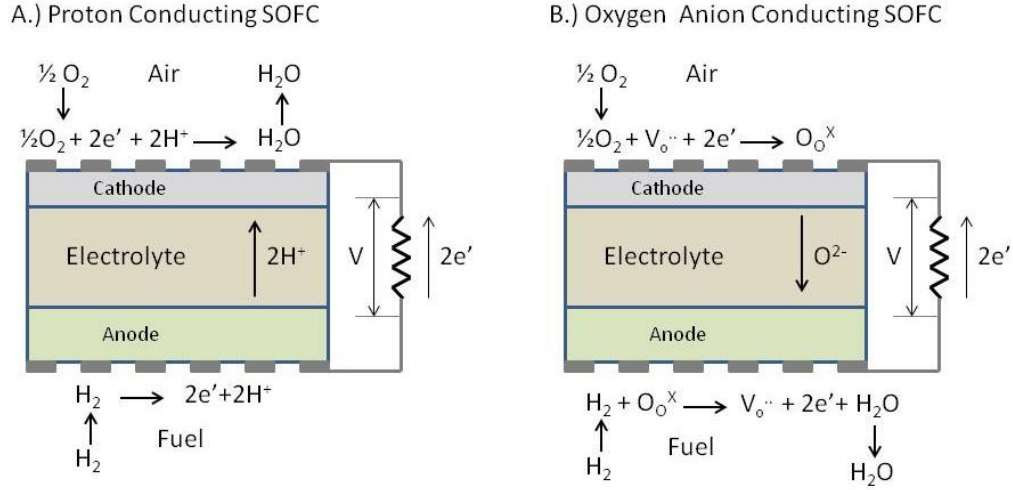 A.) Proton Conducting SOFC
½ O₂ Air H₂O
½O₂ + 2e′ + 2H⁺ ⟶ H₂O
Cathode
Electrolyte
2H⁺
V
2e′
Anode
H₂ ⟶ 2e′+2H⁺
Fuel
H₂
B.) Oxygen Anion Conducting SOFC
½ O₂ Air
½O₂ + Vₒ˙˙ + 2e′ ⟶ Oₒˣ
Cathode
Electrolyte
O²⁻
V
2e′
Anode
H₂ + Oₒˣ ⟶ Vₒ˙˙ + 2e′+ H₂O
Fuel
H₂
H₂O